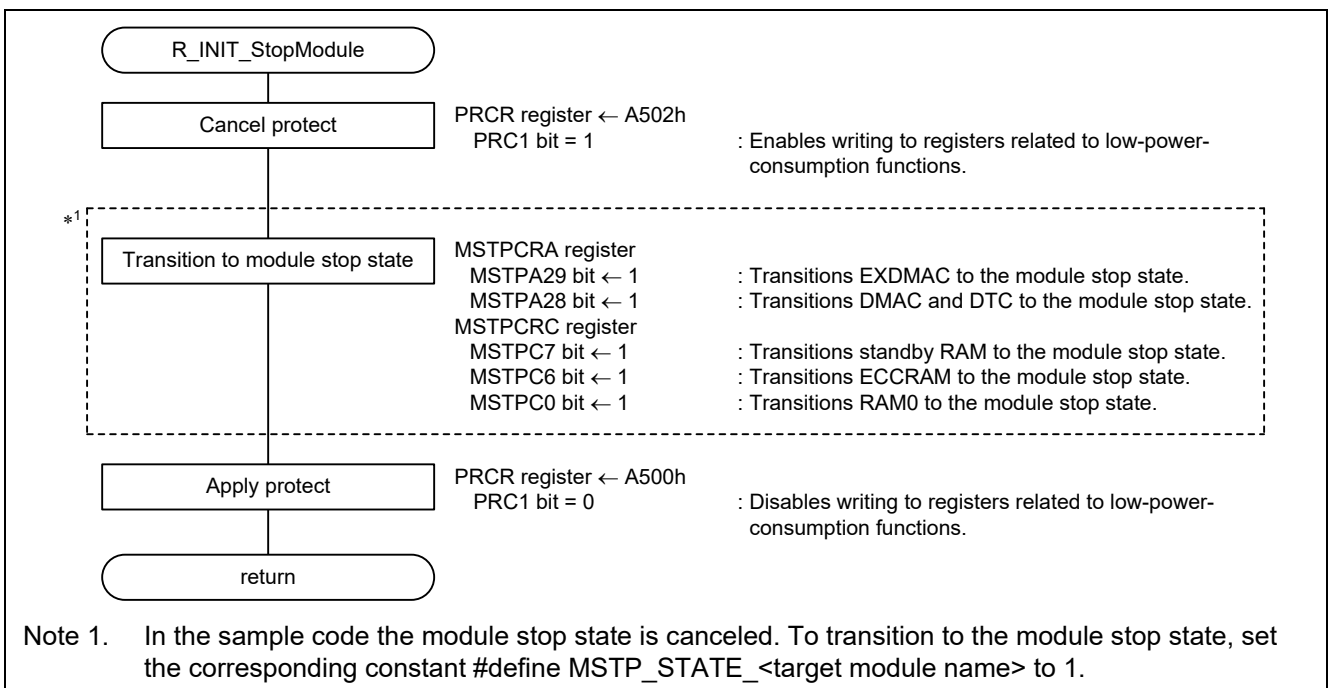 R_INIT_StopModule
Cancel protect
PRCR register ← A502h
PRC1 bit = 1 : Enables writing to registers related to low-power-
consumption functions.
*1
Transition to module stop state
MSTPCRA register
MSTPA29 bit ← 1 : Transitions EXDMAC to the module stop state.
MSTPA28 bit ← 1 : Transitions DMAC and DTC to the module stop state.
MSTPCRC register
MSTPC7 bit ← 1 : Transitions standby RAM to the module stop state.
MSTPC6 bit ← 1 : Transitions ECCRAM to the module stop state.
MSTPC0 bit ← 1 : Transitions RAM0 to the module stop state.
Apply protect
PRCR register ← A500h
PRC1 bit = 0 : Disables writing to registers related to low-power-
consumption functions.
return
Note 1. In the sample code the module stop state is canceled. To transition to the module stop state, set
the corresponding constant #define MSTP_STATE_<target module name> to 1.